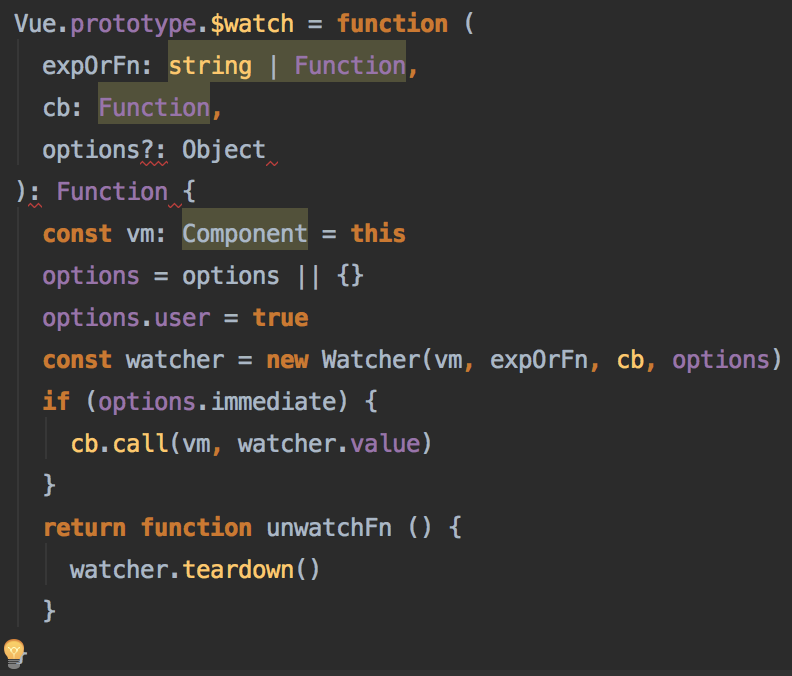 Vue.prototype.$watch = function (
  expOrFn: string | Function,
  cb: Function,
  options?: Object
): Function {
  const vm: Component = this
  options = options || {}
  options.user = true
  const watcher = new Watcher(vm, expOrFn, cb, options)
  if (options.immediate) {
    cb.call(vm, watcher.value)
  }
  return function unwatchFn () {
    watcher.teardown()
  }
}